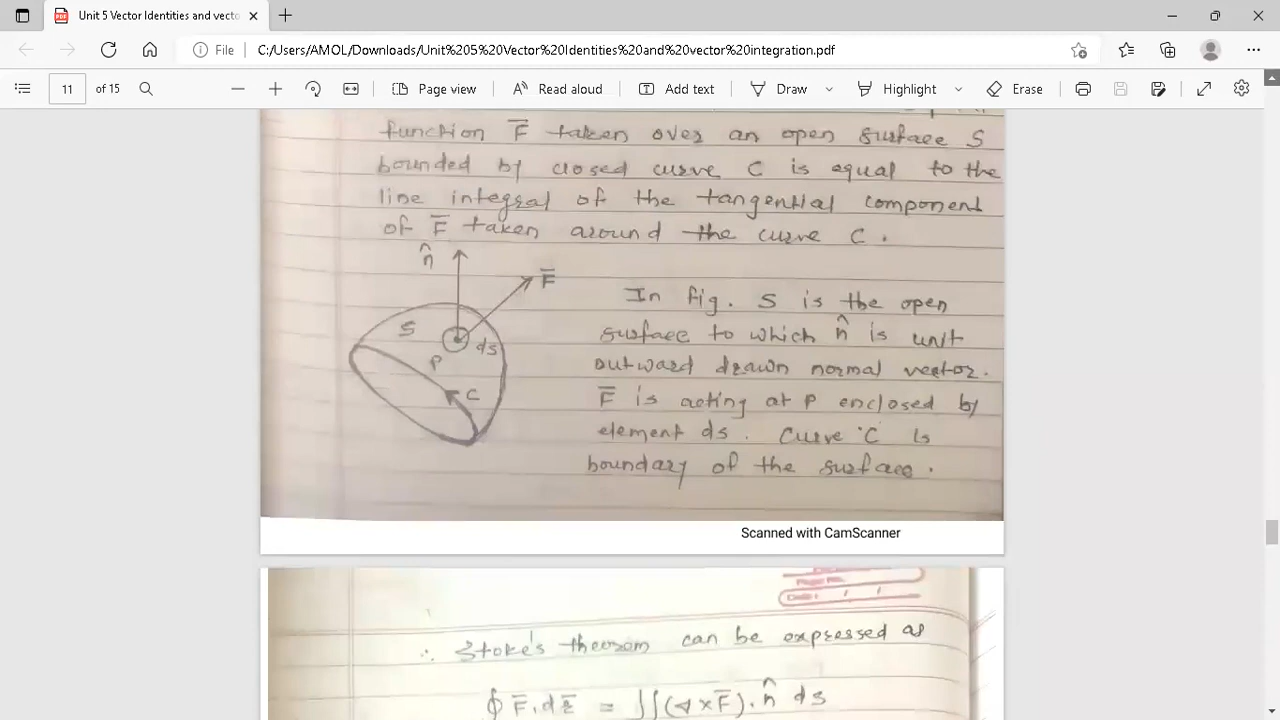 Unit 5 Vector Identities and vecto
File
C:/Users/AMOL/Downloads/Unit%205%20Vector%20Identities%20and%20vector%20integration.pdf
11 of 15
Page view
Read aloud
Add text
Draw
Highlight
Erase
function F̅ taken over an open surface S
bounded by closed curve C is equal to the
line integral of the tangential component
of F̅ taken around the curve C.
n̂
F̅
S
ds
P
C
In fig. S is the open
surface to which n̂ is unit
outward drawn normal vector.
F̅ is acting at P enclosed by
element ds. Curve 'C is
boundary of the surface.
Scanned with CamScanner
∴ Stoke's theorem can be expressed as
∮ F̅.dr̅ = ∫∫(∇×F̅).n̂ ds